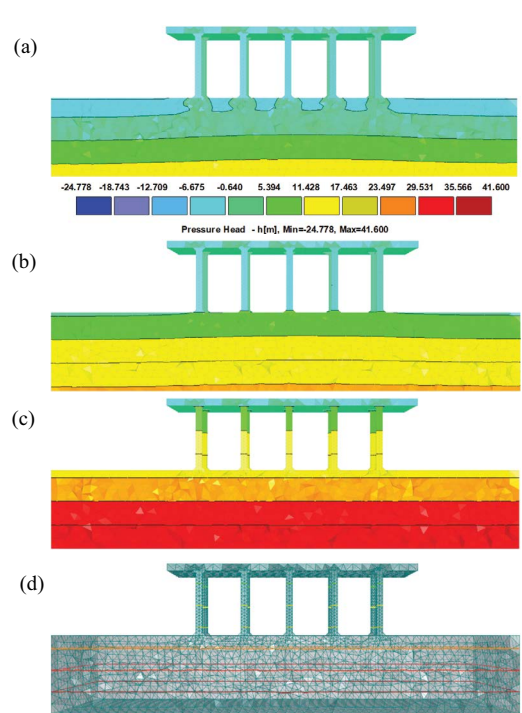 (a)
-24.778 -18.743 -12.709 -6.675 -0.640 5.394 11.428 17.463 23.497 29.531 35.566 41.600
Pressure Head - h[m], Min=-24.778, Max=41.600
(b)
(c)
(d)